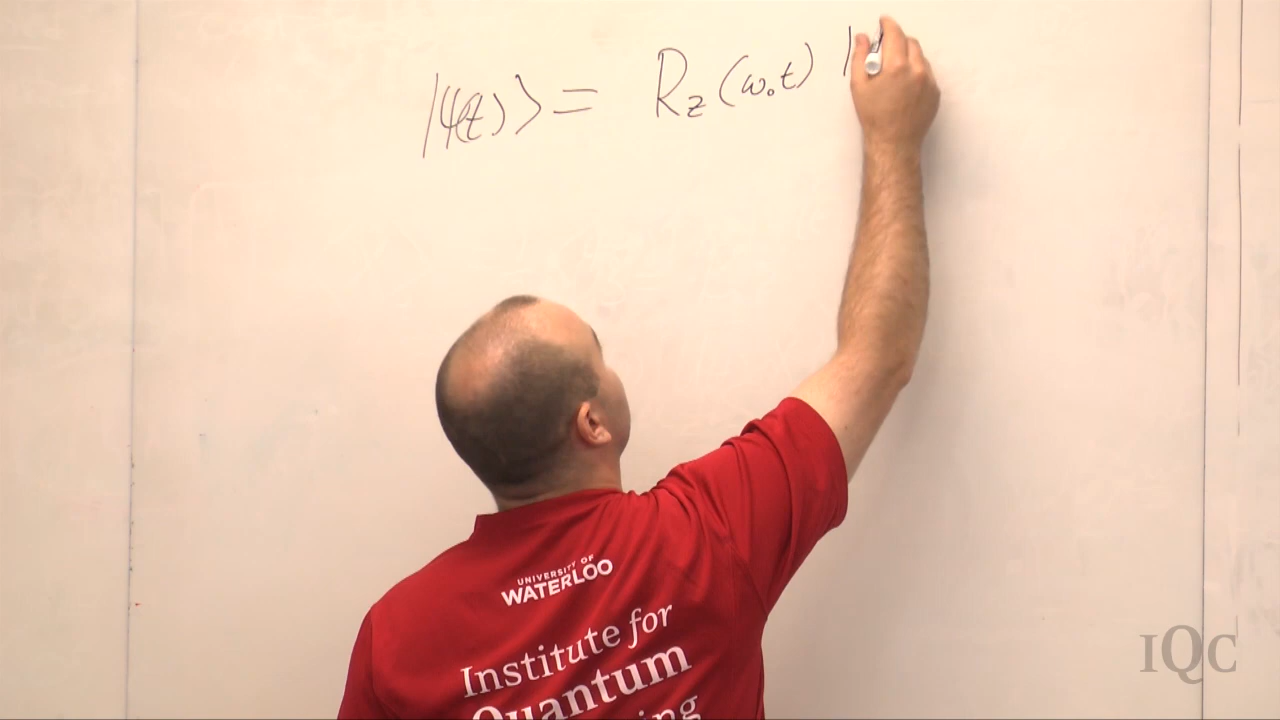 |ψ(t)⟩ = R_z(ω₀t) |
UNIVERSITY OF
WATERLOO
Institute for
Quantum
IQC